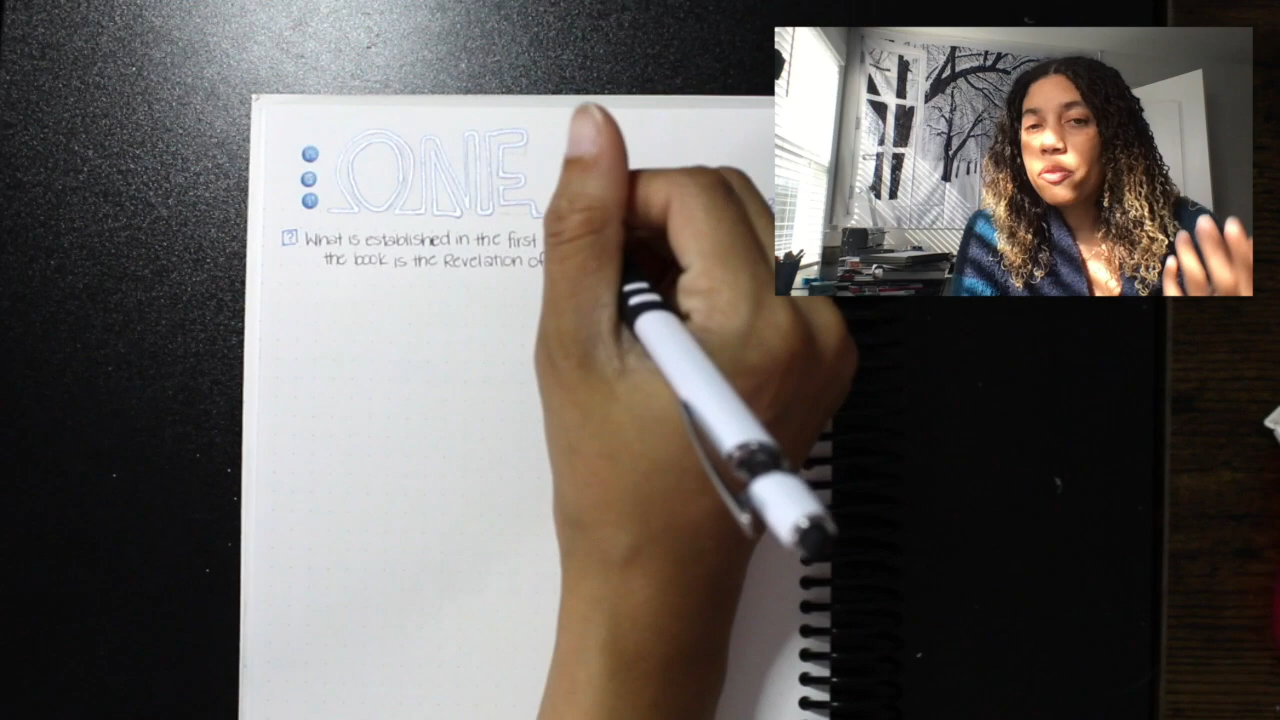 ONE
? What is established in the first
the book is the Revelation of